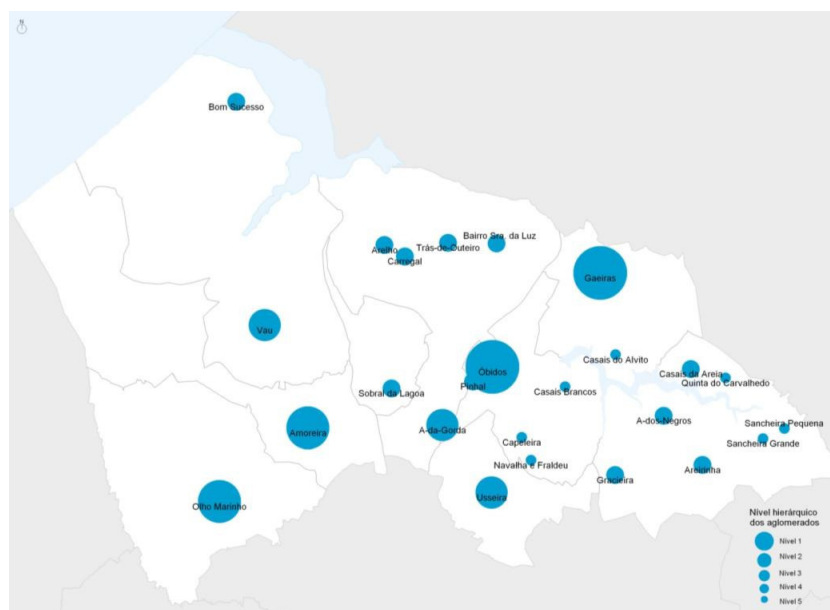 N
Bom Sucesso
Bairro Sra. da Luz
Trás-do-Outeiro
Arelho
Carregal
Gaeiras
Vau
Casais do Alvito
Óbidos
Casais da Areia
Pinhal
Quinta do Carvalhedo
Sobral da Lagoa
Casais Brancos
A-dos-Negros
Sancheira Pequena
A-da-Gorda
Amoreira
Capeleira
Sancheira Grande
Navalha e Fraldeu
Areirinha
Gracieira
Usseira
Olho Marinho
Nível hierárquico
dos aglomerados
Nível 1
Nível 2
Nível 3
Nível 4
Nível 5